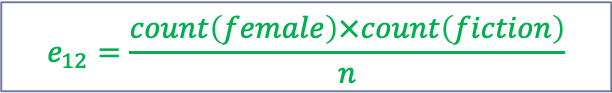 e₁₂ = count(female)×count(fiction)
n